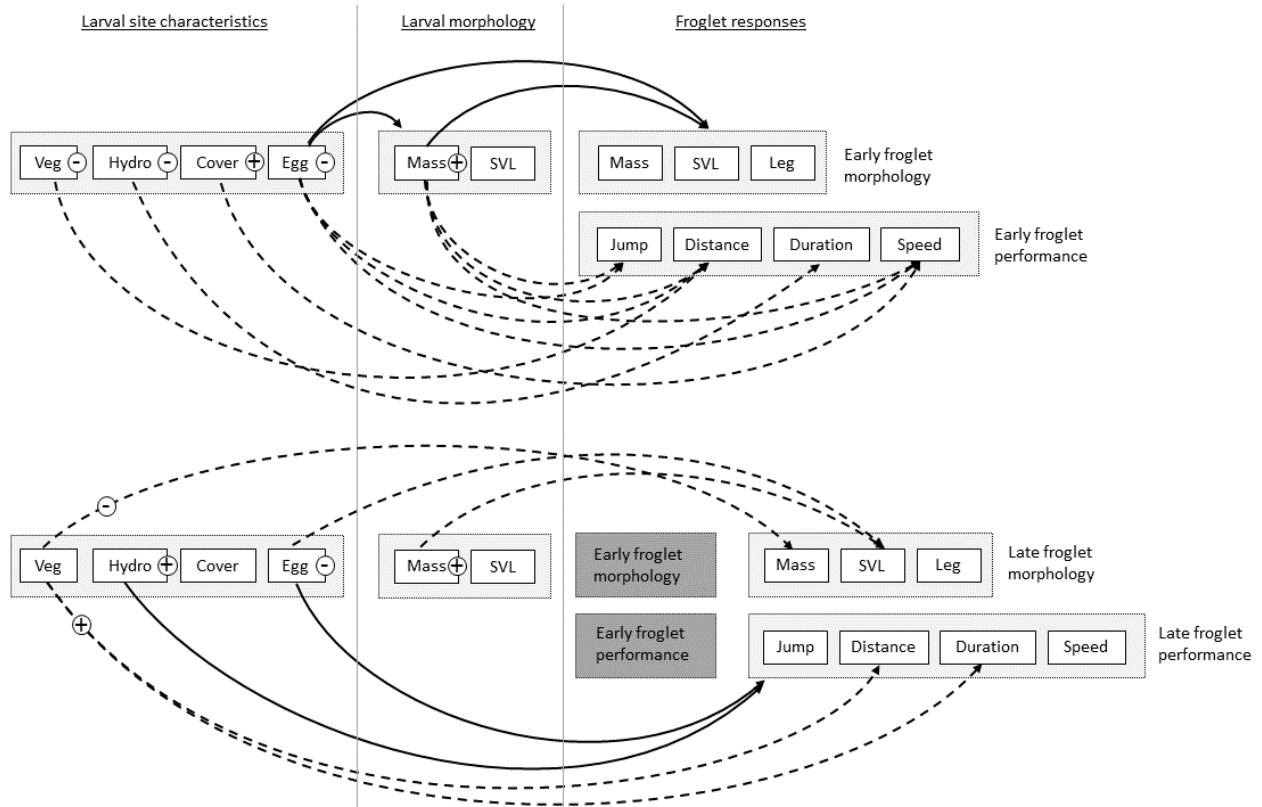 Larval site characteristics Larval morphology Froglet responses
Veg - Hydro - Cover + Egg - Mass + SVL Mass SVL Leg Early froglet
morphology
Jump Distance Duration Speed Early froglet
performance
-
Veg Hydro + Cover Egg - Mass + SVL Early froglet
morphology
Mass SVL Leg Late froglet
morphology
+
Early froglet
performance
Jump Distance Duration Speed Late froglet
performance